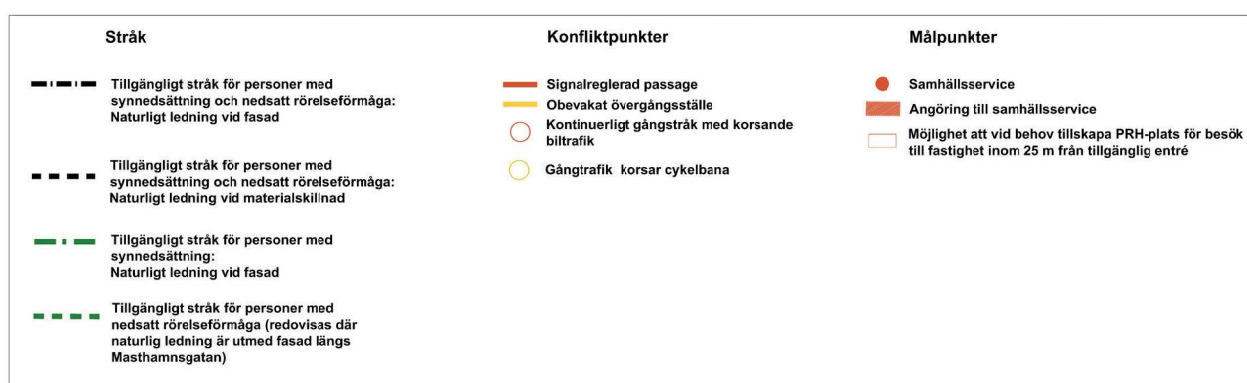 Stråk
Tillgängligt stråk för personer med
synnedsättning och nedsatt rörelseförmåga:
Naturligt ledning vid fasad
Tillgängligt stråk för personer med
synnedsättning och nedsatt rörelseförmåga:
Naturligt ledning vid materialskillnad
Tillgängligt stråk för personer med
synnedsättning:
Naturligt ledning vid fasad
Tillgängligt stråk för personer med
nedsatt rörelseförmåga (redovisas där
naturlig ledning är utmed fasad längs
Masthamnsgatan)
Konfliktpunkter
Signalreglerad passage
Obevakat övergångsställe
Kontinuerligt gångstråk med korsande
biltrafik
Gångtrafik korsar cykelbana
Målpunkter
Samhällsservice
Angöring till samhällsservice
Möjlighet att vid behov tillskapa PRH-plats för besök
till fastighet inom 25 m från tillgänglig entré